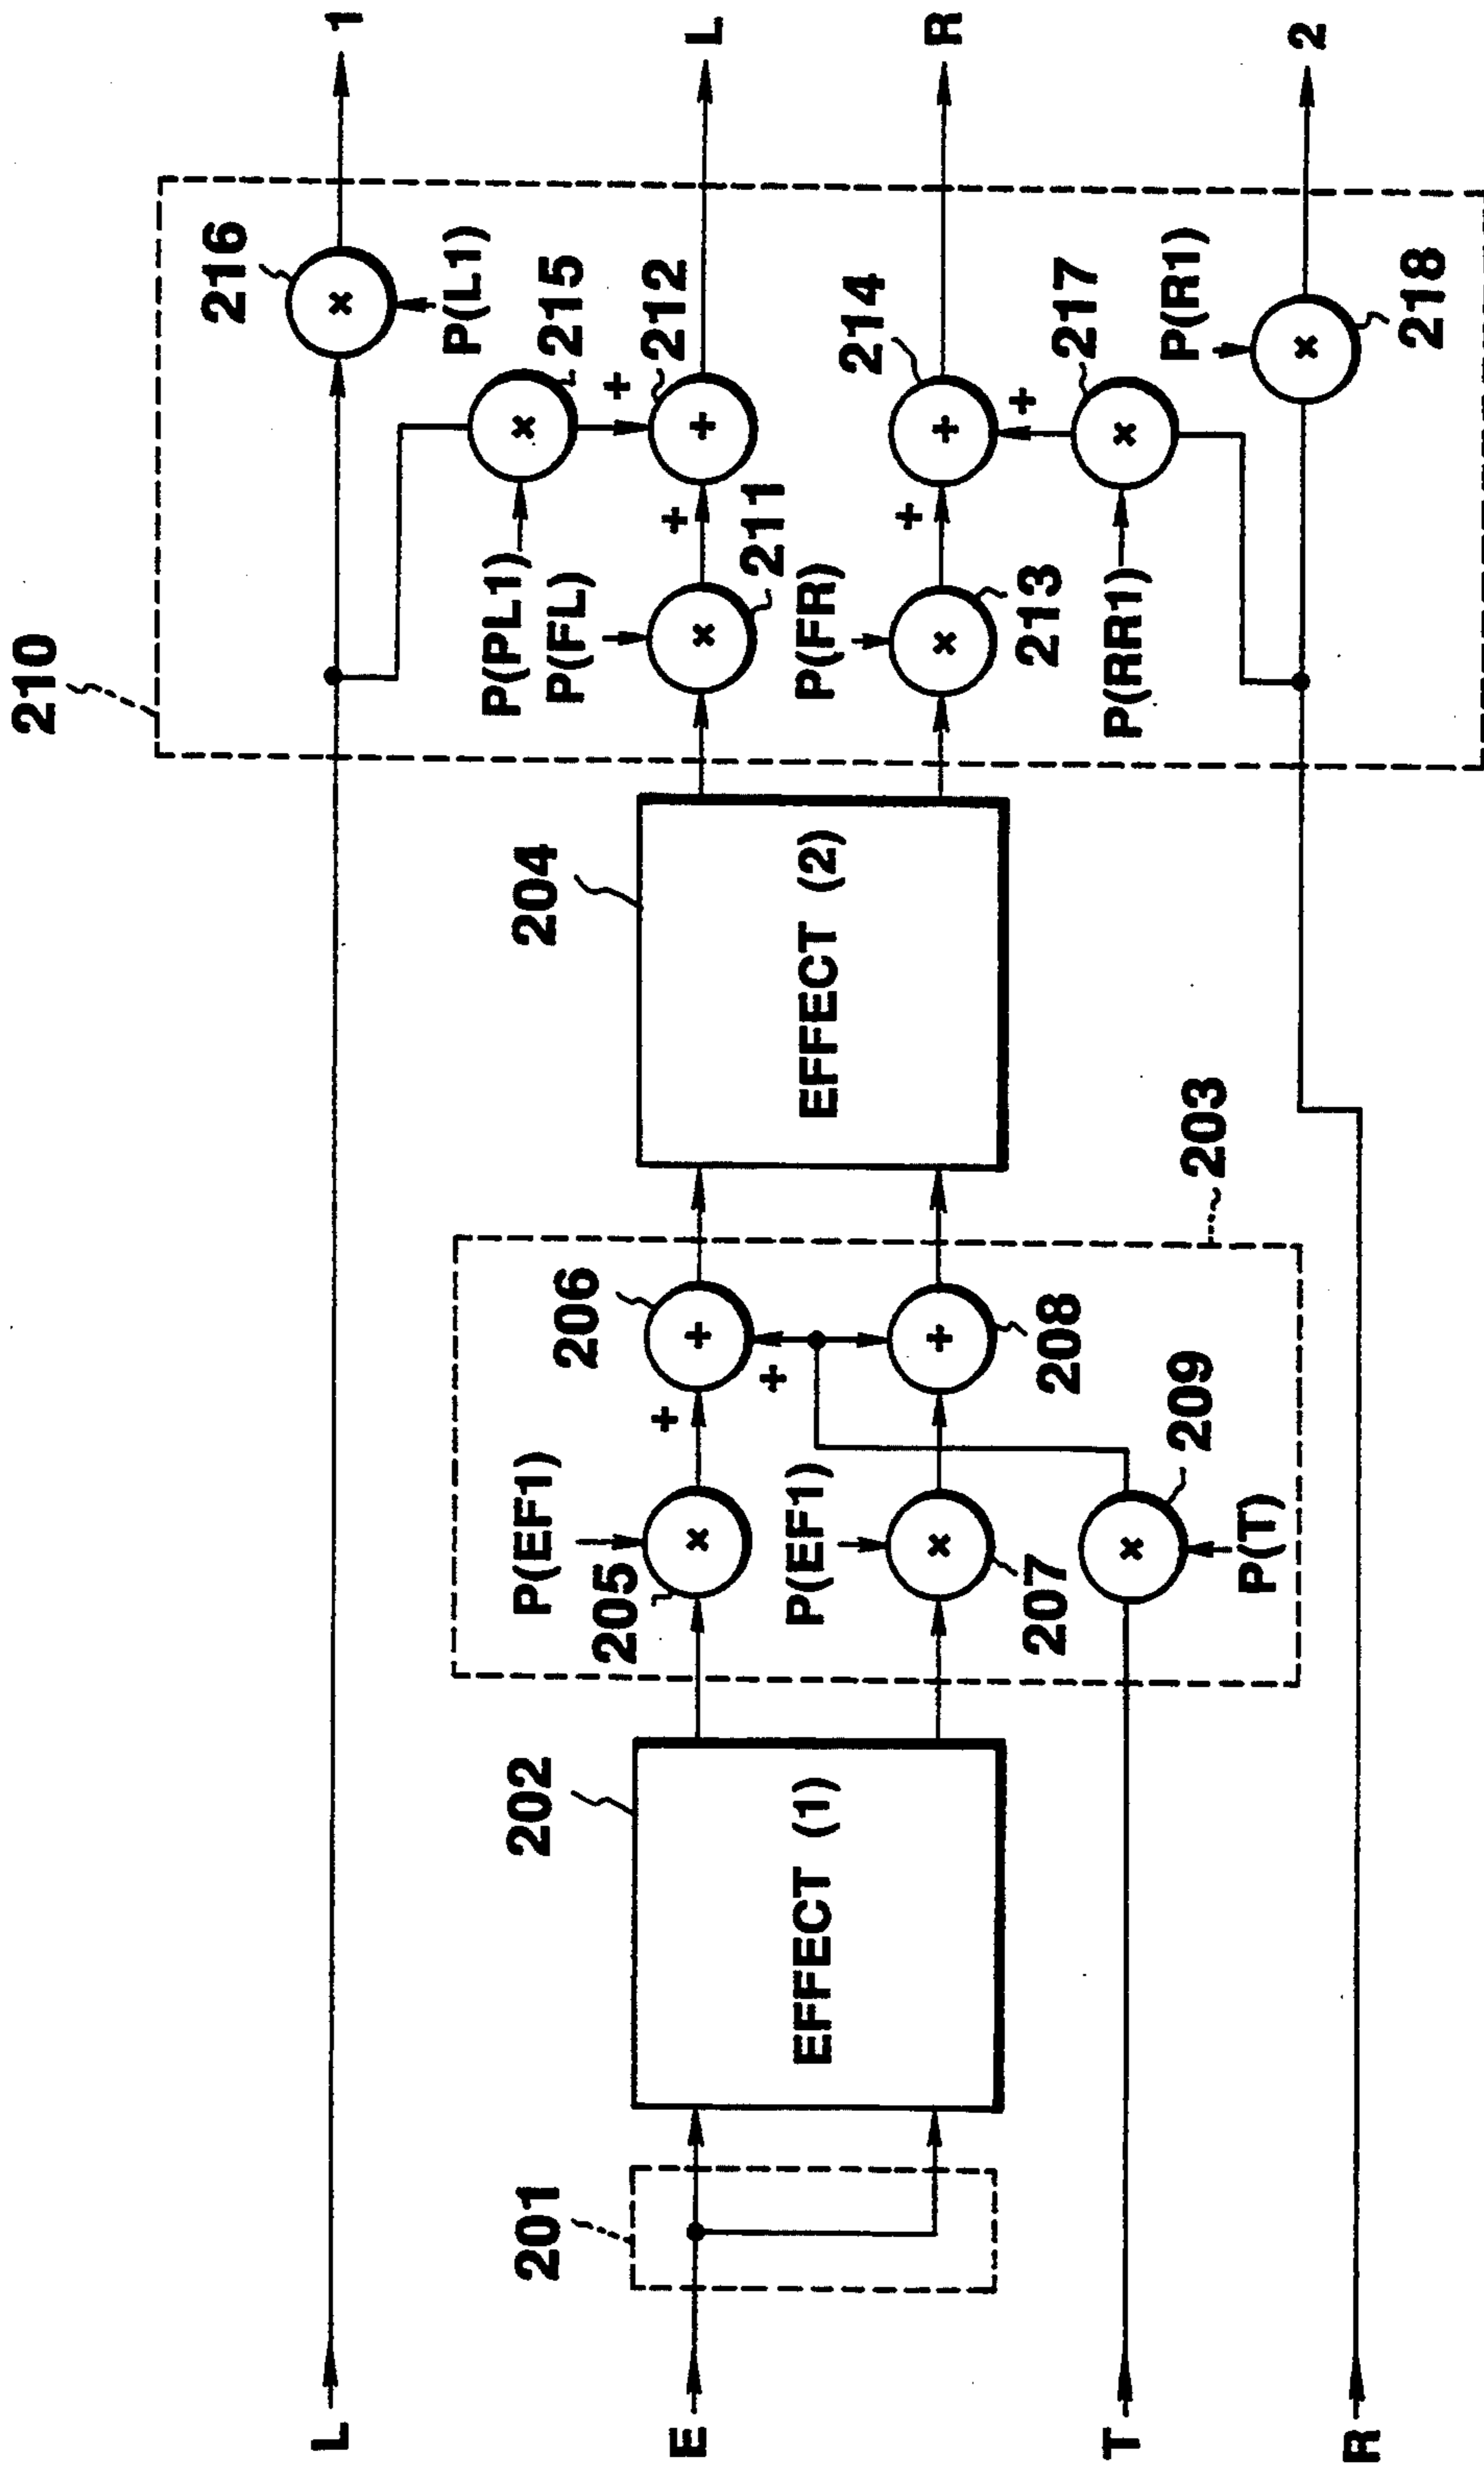 210
216
1
P(L1)
215
P(PL1)
212
L
P(FL)
211
P(FR)
214
R
213
217
P(RR1)
P(R1)
2
218
204
EFFECT (2)
203
P(EF1)
206
205
P(EF1)
208
207
209
P(T)
202
EFFECT (1)
201
L
E
T
R
×
×
+
+
+
×
+
+
+
×
×
×
+
+
+
+
×
×
×